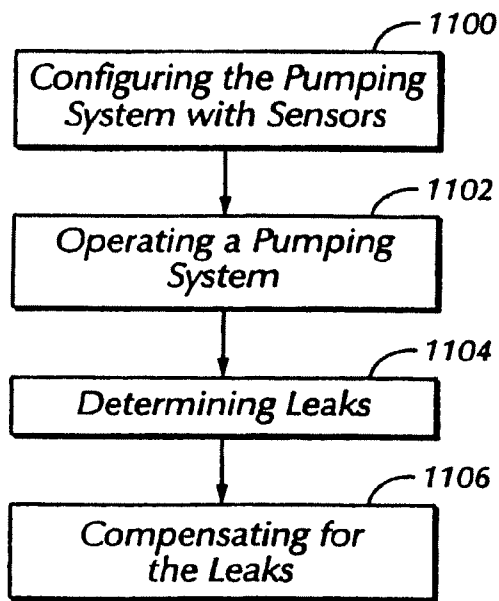 1100
Configuring the Pumping
System with Sensors
1102
Operating a Pumping
System
1104
Determining Leaks
1106
Compensating for
the Leaks